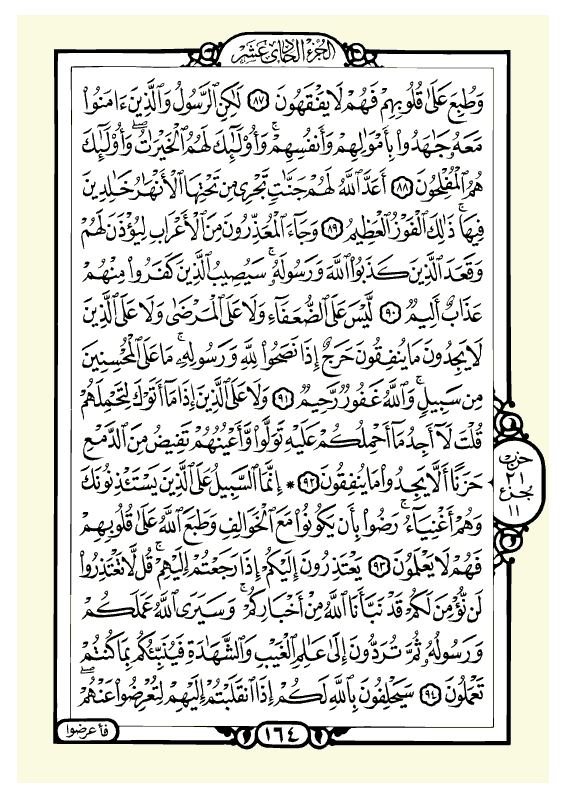 الجزء الحادي عشر
وَطُبِعَ عَلَىٰ قُلُوبِهِمْ فَهُمْ لَا يَفْقَهُونَ ٨٧ لَٰكِنِ الرَّسُولُ وَالَّذِينَ ءَامَنُوا
مَعَهُ جَٰهَدُوا بِأَمْوَٰلِهِمْ وَأَنفُسِهِمْ ۚ وَأُو۟لَٰٓئِكَ لَهُمُ الْخَيْرَٰتُ ۖ وَأُو۟لَٰٓئِكَ
هُمُ الْمُفْلِحُونَ ٨٨ أَعَدَّ اللَّهُ لَهُمْ جَنَّٰتٍ تَجْرِى مِن تَحْتِهَا الْأَنْهَٰرُ خَٰلِدِينَ
فِيهَا ۚ ذَٰلِكَ الْفَوْزُ الْعَظِيمُ ٨٩ وَجَآءَ الْمُعَذِّرُونَ مِنَ الْأَعْرَابِ لِيُؤْذَنَ لَهُمْ
وَقَعَدَ الَّذِينَ كَذَبُوا اللَّهَ وَرَسُولَهُ ۚ سَيُصِيبُ الَّذِينَ كَفَرُوا مِنْهُمْ
عَذَابٌ أَلِيمٌ ٩٠ لَّيْسَ عَلَى الضُّعَفَآءِ وَلَا عَلَى الْمَرْضَىٰ وَلَا عَلَى الَّذِينَ
لَا يَجِدُونَ مَا يُنفِقُونَ حَرَجٌ إِذَا نَصَحُوا لِلَّهِ وَرَسُولِهِ ۚ مَا عَلَى الْمُحْسِنِينَ
مِن سَبِيلٍ ۚ وَاللَّهُ غَفُورٌ رَّحِيمٌ ٩١ وَلَا عَلَى الَّذِينَ إِذَا مَآ أَتَوْكَ لِتَحْمِلَهُمْ
قُلْتَ لَآ أَجِدُ مَآ أَحْمِلُكُمْ عَلَيْهِ تَوَلَّوا وَّأَعْيُنُهُمْ تَفِيضُ مِنَ الدَّمْعِ
حَزَنًا أَلَّا يَجِدُوا مَا يُنفِقُونَ ٩٢ * إِنَّمَا السَّبِيلُ عَلَى الَّذِينَ يَسْتَـْٔذِنُونَكَ
وَهُمْ أَغْنِيَآءُ ۚ رَضُوا بِأَن يَكُونُوا مَعَ الْخَوَالِفِ وَطَبَعَ اللَّهُ عَلَىٰ قُلُوبِهِمْ
فَهُمْ لَا يَعْلَمُونَ ٩٣ يَعْتَذِرُونَ إِلَيْكُمْ إِذَا رَجَعْتُمْ إِلَيْهِمْ ۚ قُل لَّا تَعْتَذِرُوا
لَن نُّؤْمِنَ لَكُمْ قَدْ نَبَّأَنَا اللَّهُ مِنْ أَخْبَارِكُمْ ۚ وَسَيَرَى اللَّهُ عَمَلَكُمْ
وَرَسُولُهُ ثُمَّ تُرَدُّونَ إِلَىٰ عَٰلِمِ الْغَيْبِ وَالشَّهَٰدَةِ فَيُنَبِّئُكُم بِمَا كُنتُمْ
تَعْمَلُونَ ٩٤ سَيَحْلِفُونَ بِاللَّهِ لَكُمْ إِذَا انقَلَبْتُمْ إِلَيْهِمْ لِتُعْرِضُوا عَنْهُمْ ۖ
حزب
٢١
جزع
١١
فأعرضوا
١٦٤